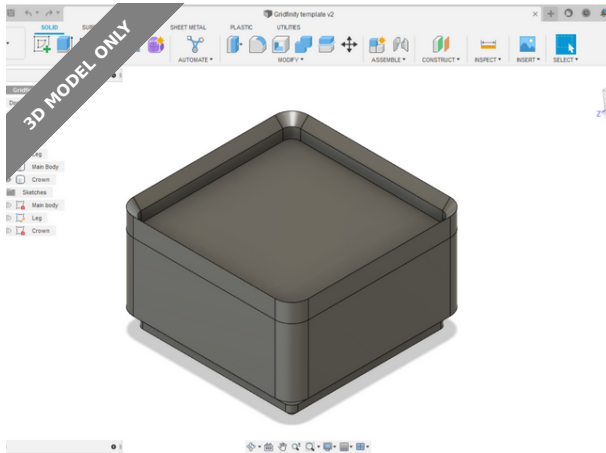 Gridfinity template v2
SOLID
SHEET METAL
PLASTIC
UTILITIES
AUTOMATE
MODIFY
ASSEMBLE
CONSTRUCT
INSPECT
INSERT
SELECT
3D MODEL ONLY
Leg
Main Body
Crown
Sketches
Main body
Leg
Crown
Z